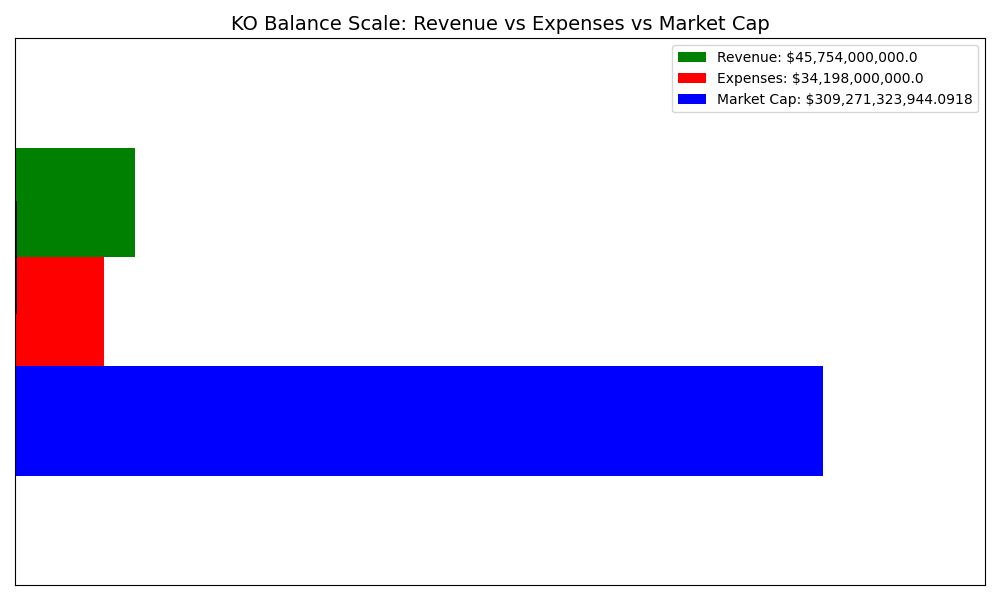 KO Balance Scale: Revenue vs Expenses vs Market Cap
Revenue: $45,754,000,000.0
Expenses: $34,198,000,000.0
Market Cap: $309,271,323,944.0918